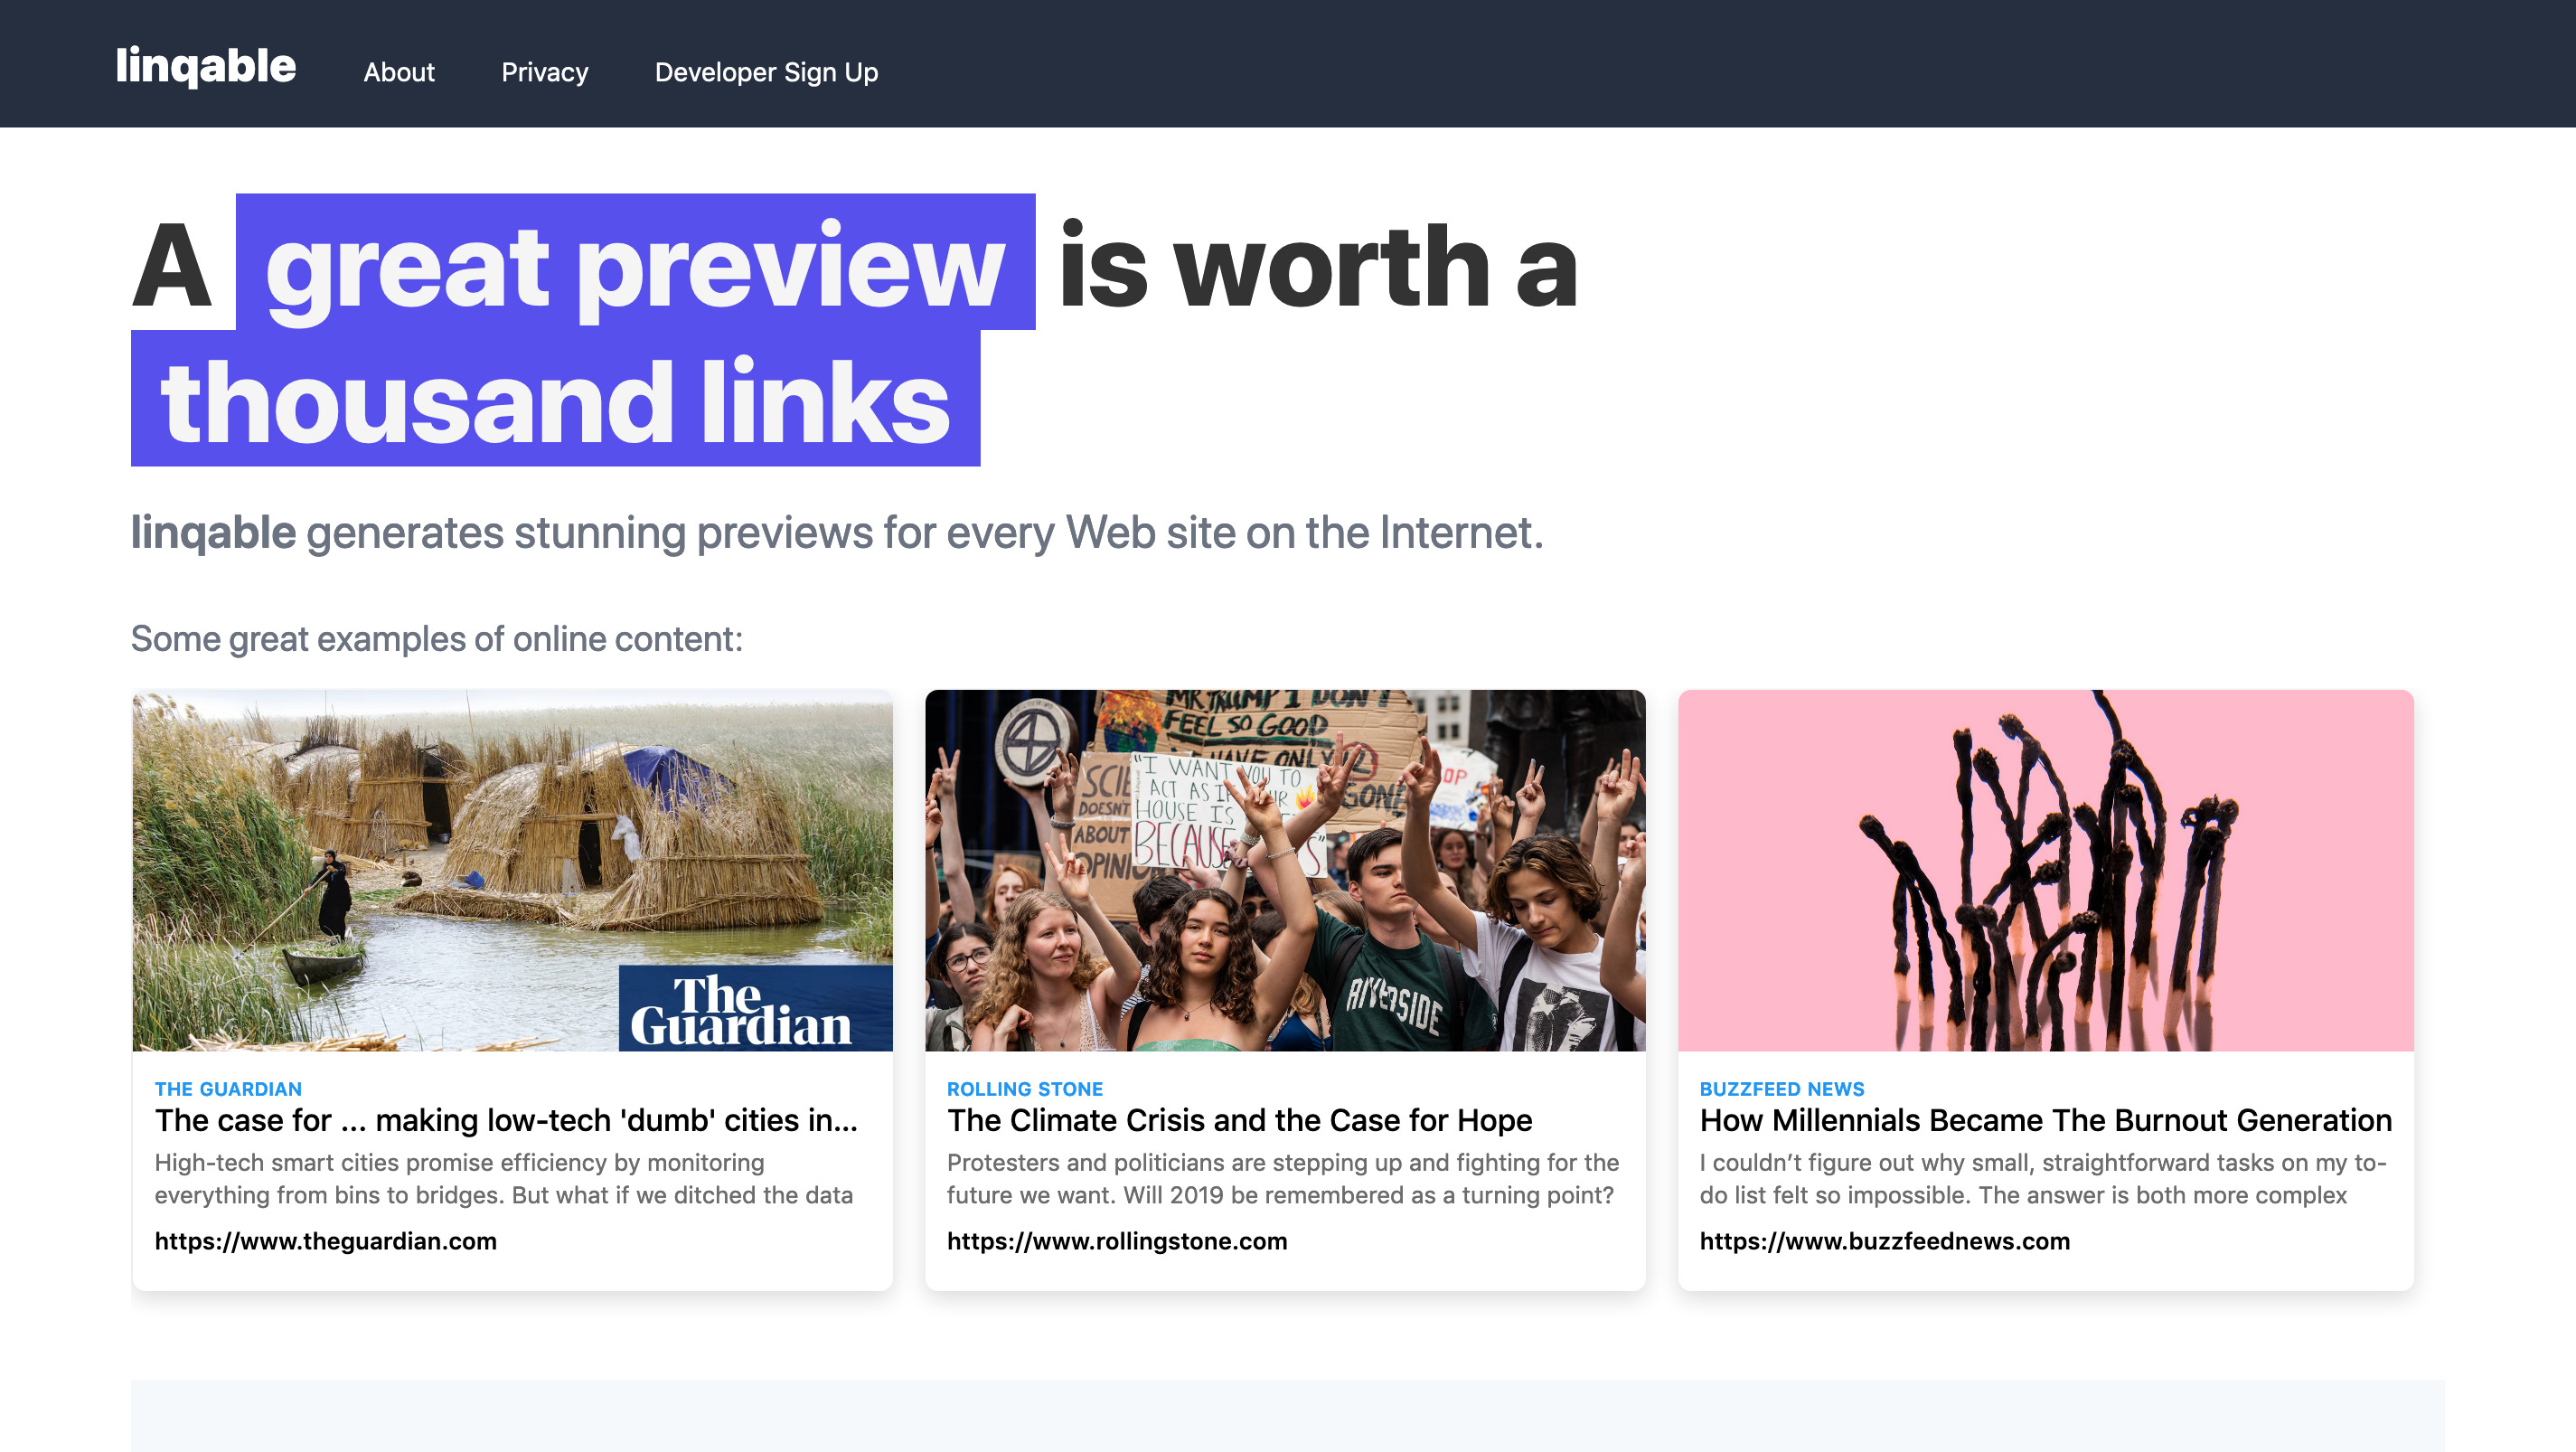 linqable About Privacy Developer Sign Up
A great preview is worth a
thousand links
linqable generates stunning previews for every Web site on the Internet.
Some great examples of online content:
The
Guardian
THE GUARDIAN
The case for ... making low-tech 'dumb' cities in...
High-tech smart cities promise efficiency by monitoring
everything from bins to bridges. But what if we ditched the data
https://www.theguardian.com
MR TRUMP I DON'T
FEEL SO GOOD
HAVE ONLY
GONE
"I WANT YOU TO
ACT AS IF OUR
HOUSE IS
BECAUSE
DOESN'T
ABOUT
RIVERSIDE
ROLLING STONE
The Climate Crisis and the Case for Hope
Protesters and politicians are stepping up and fighting for the
future we want. Will 2019 be remembered as a turning point?
https://www.rollingstone.com
BUZZFEED NEWS
How Millennials Became The Burnout Generation
I couldn’t figure out why small, straightforward tasks on my to-
do list felt so impossible. The answer is both more complex
https://www.buzzfeednews.com